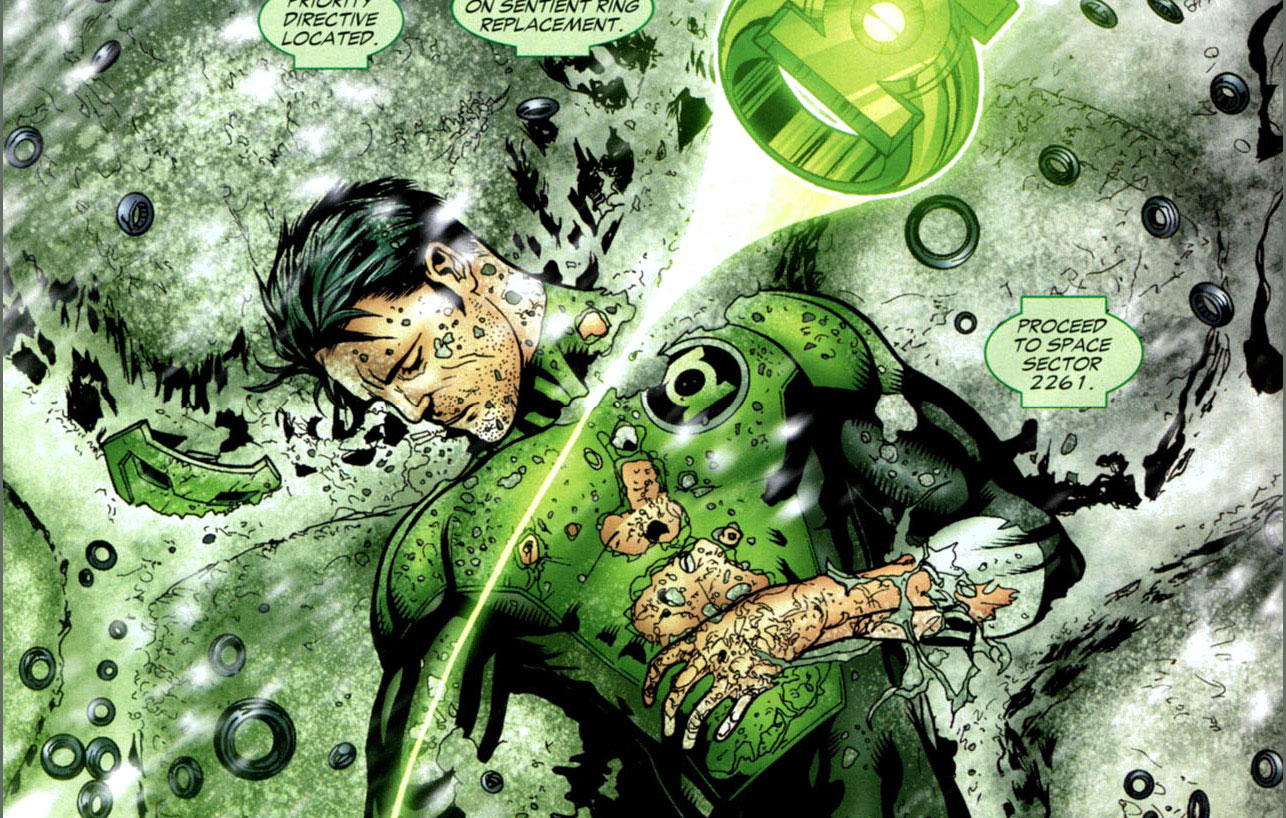 PRIORITY
DIRECTIVE
LOCATED.
ON SENTIENT RING
REPLACEMENT.
PROCEED
TO SPACE
SECTOR
2261.